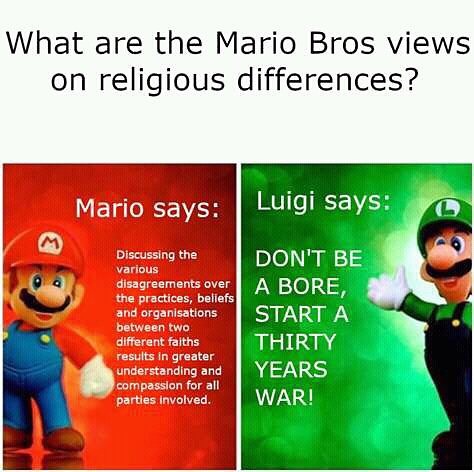 What are the Mario Bros views
on religious differences?
Mario says:
Discussing the
various
disagreements over
the practices, beliefs
and organisations
between two
different faiths
results in greater
understanding and
compassion for all
parties involved.
Luigi says:
DON'T BE
A BORE,
START A
THIRTY
YEARS
WAR!
M
L